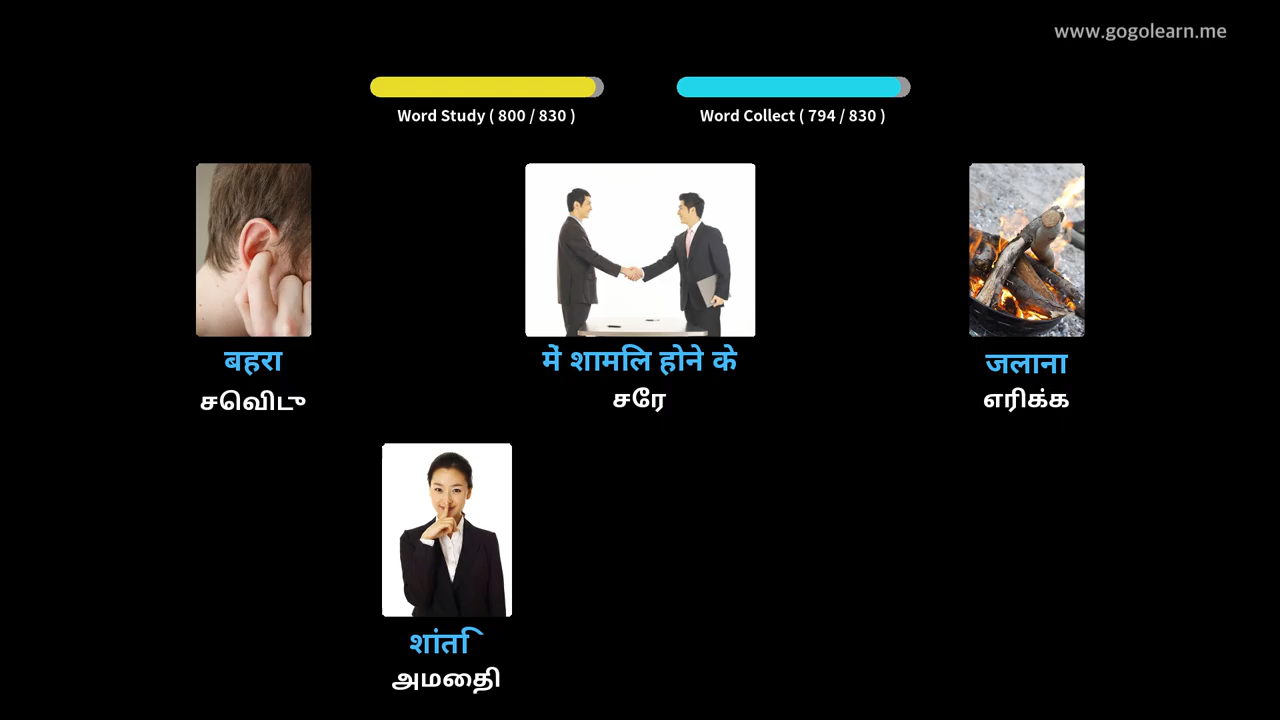 www.gogolearn.me
Word Study ( 800 / 830 )
Word Collect ( 794 / 830 )
बहरा
செவிடு
में शामिल होने के
சேர
जलाना
எரிக்க
शांति
அமைதி